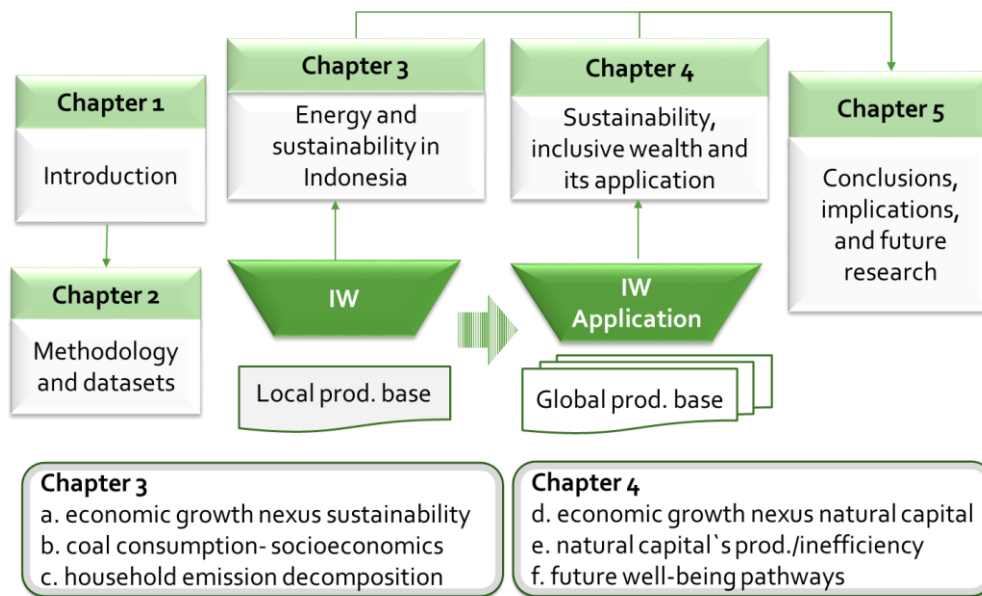 Chapter 1
Introduction
Chapter 2
Methodology
and datasets
Chapter 3
Energy and
sustainability in
Indonesia
IW
Local prod. base
Chapter 4
Sustainability,
inclusive wealth and
its application
IW
Application
Global prod. base
Chapter 5
Conclusions,
implications,
and future
research
Chapter 3
a. economic growth nexus sustainability
b. coal consumption- socioeconomics
c. household emission decomposition
Chapter 4
d. economic growth nexus natural capital
e. natural capital`s prod./inefficiency
f. future well-being pathways